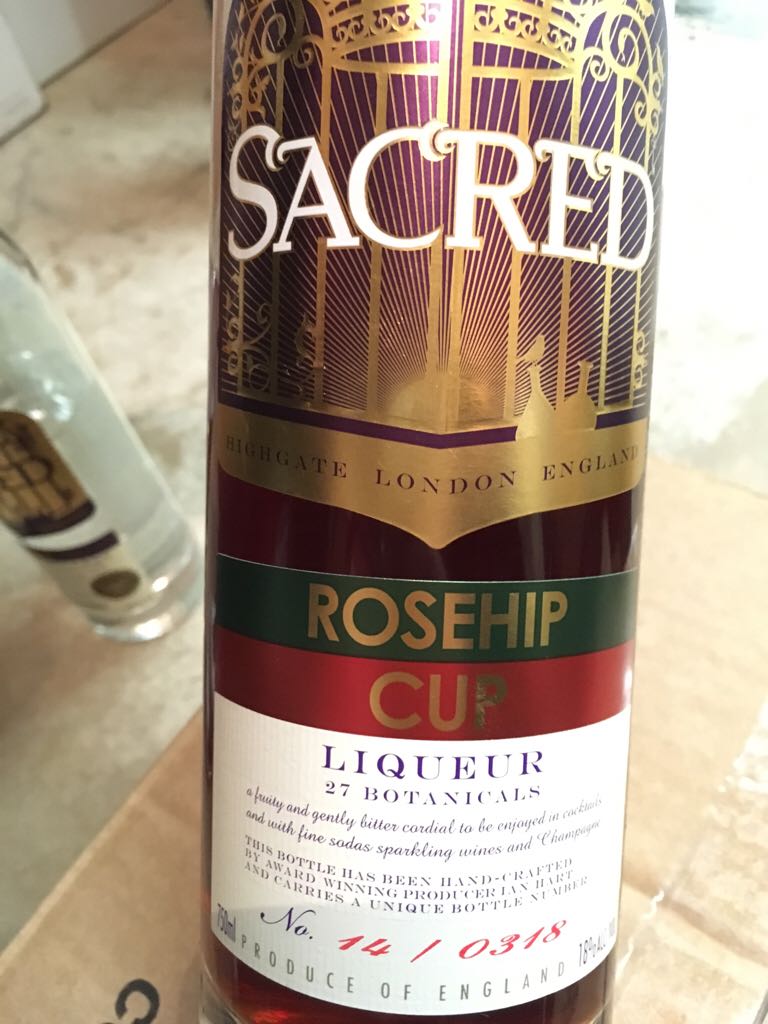 SACRED
HIGHGATE LONDON ENGLAND
ROSEHIP
CUP
LIQUEUR
27 BOTANICALS
a fruity and gently bitter cordial to be enjoyed in cocktails
and with fine sodas sparkling wines and Champagne
THIS BOTTLE HAS BEEN HAND-CRAFTED
BY AWARD WINNING PRODUCER IAN HART
AND CARRIES A UNIQUE BOTTLE NUMBER
No. 14 / 0318
750ml
18% ALC
PRODUCE OF ENGLAND